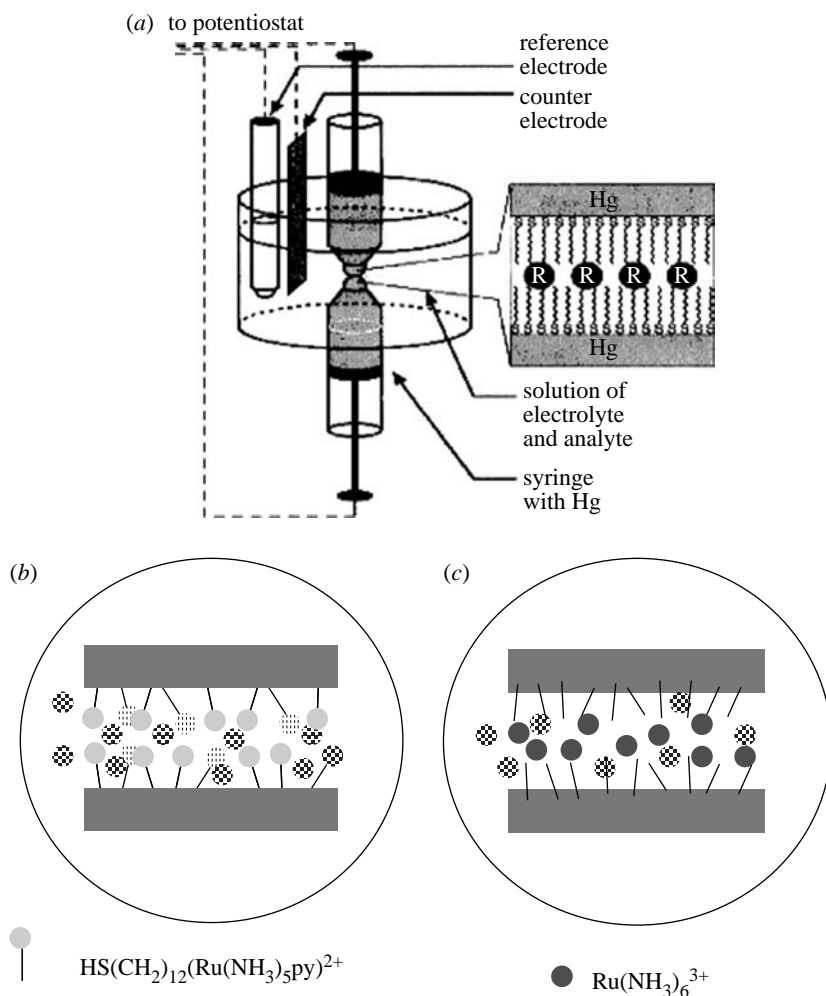 (a) to potentiostat
reference
electrode
counter
electrode
Hg
R R R R
Hg
solution of
electrolyte
and analyte
syringe
with Hg
(b)
(c)
HS(CH₂)₁₂(Ru(NH₃)₅py)²⁺
Ru(NH₃)₆³⁺